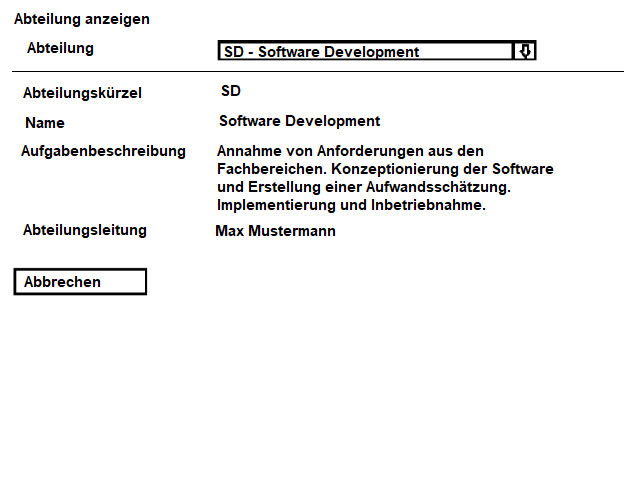 Abteilung anzeigen
Abteilung SD - Software Development
Abteilungskürzel SD
Name Software Development
Aufgabenbeschreibung Annahme von Anforderungen aus den
Fachbereichen. Konzeptionierung der Software
und Erstellung einer Aufwandsschätzung.
Implementierung und Inbetriebnahme.
Abteilungsleitung Max Mustermann
Abbrechen